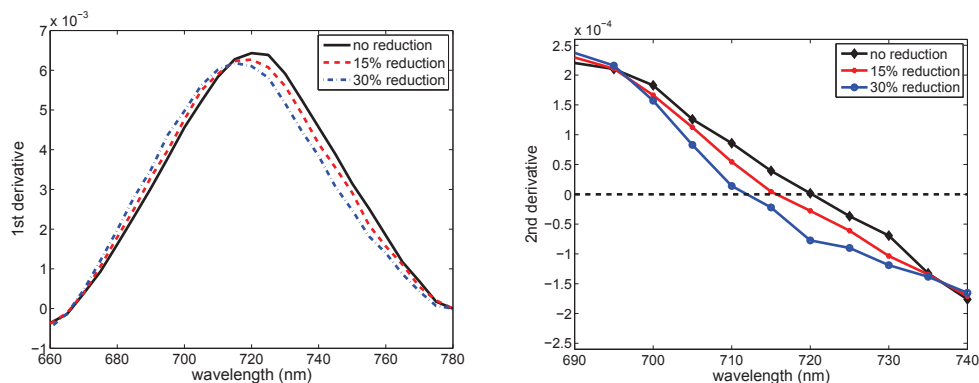 x 10⁻³
7
6
5
4
3
2
1
0
−1
660
680
700
720
740
760
780
wavelength (nm)
1st derivative
no reduction
15% reduction
30% reduction
x 10⁻⁴
2.5
2
1.5
1
0.5
0
−0.5
−1
−1.5
−2
−2.5
690
700
710
720
730
740
wavelength (nm)
2nd derivative
no reduction
15% reduction
30% reduction